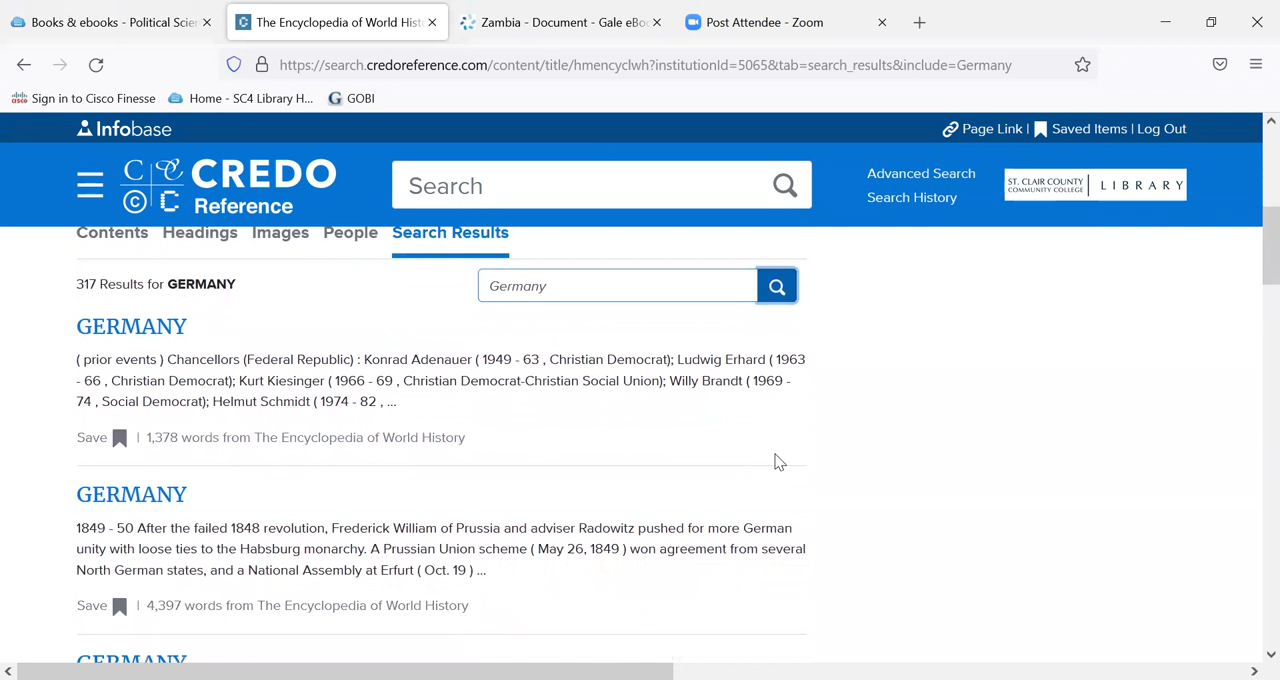 Books & ebooks - Political Scien
The Encyclopedia of World Histo
Zambia - Document - Gale eBoo
Post Attendee - Zoom
https://search.credoreference.com/content/title/hmencyclwh?institutionId=5065&tab=search_results&include=Germany
Sign in to Cisco Finesse
Home - SC4 Library H...
GOBI
Infobase
Page Link | Saved Items | Log Out
CREDO
Reference
Search
Advanced Search
Search History
ST. CLAIR COUNTY
COMMUNITY COLLEGE
LIBRARY
Contents Headings Images People Search Results
317 Results for GERMANY
Germany
GERMANY
( prior events ) Chancellors (Federal Republic) : Konrad Adenauer ( 1949 - 63 , Christian Democrat); Ludwig Erhard ( 1963
- 66 , Christian Democrat); Kurt Kiesinger ( 1966 - 69 , Christian Democrat-Christian Social Union); Willy Brandt ( 1969 -
74 , Social Democrat); Helmut Schmidt ( 1974 - 82 , ...
Save | 1,378 words from The Encyclopedia of World History
GERMANY
1849 - 50 After the failed 1848 revolution, Frederick William of Prussia and adviser Radowitz pushed for more German
unity with loose ties to the Habsburg monarchy. A Prussian Union scheme ( May 26, 1849 ) won agreement from several
North German states, and a National Assembly at Erfurt ( Oct. 19 ) ...
Save | 4,397 words from The Encyclopedia of World History
GERMANY